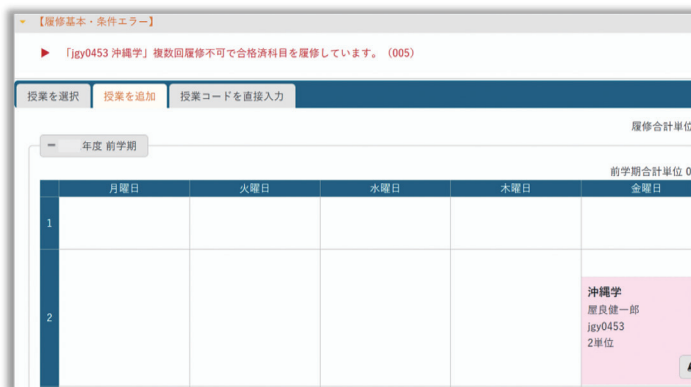 【履修基本・条件エラー】
「jgy0453 沖縄学」複数回履修不可で合格済科目を履修しています。（005）
授業を選択 授業を追加 授業コードを直接入力
履修合計単位
年度 前学期
前学期合計単位 0
月曜日 火曜日 水曜日 木曜日 金曜日
1
2
沖縄学
屋良健一郎
jgy0453
2単位